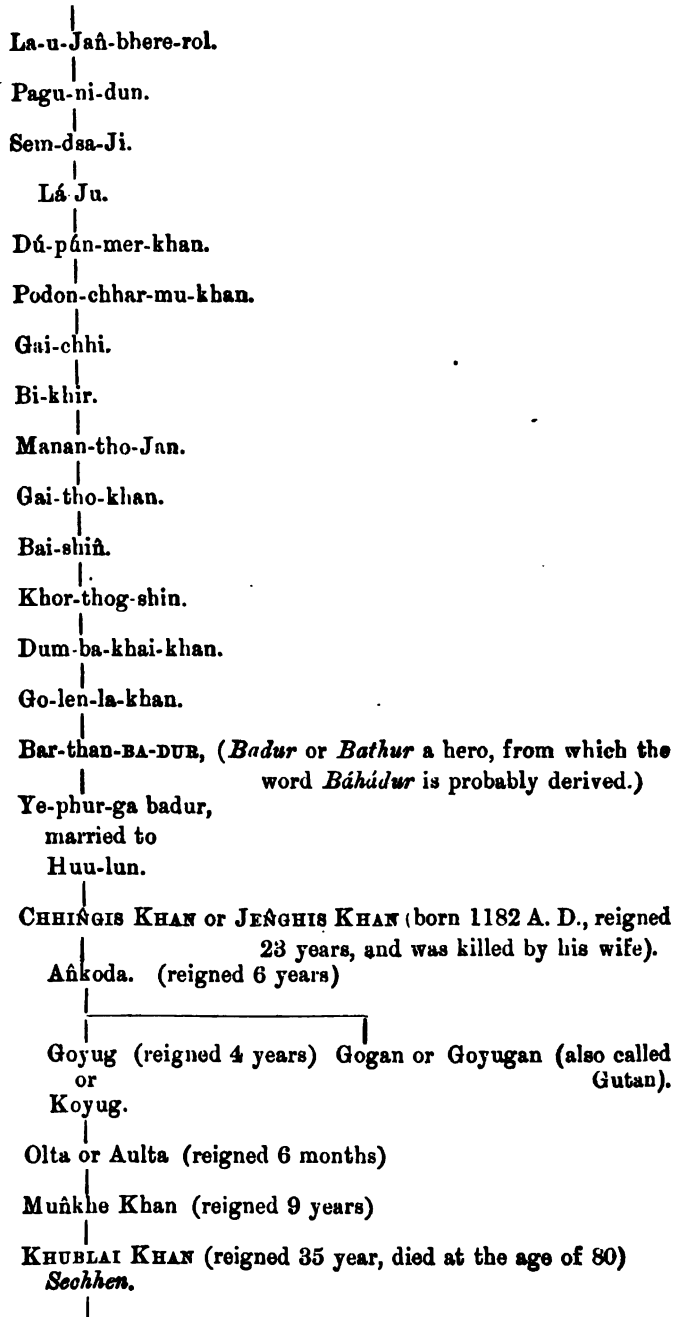 La-u-Jań-bhere-rol.
Pagu-ni-dun.
Sem-dsa-Ji.
Lá Ju.
Dú-pán-mer-khan.
Podon-chhar-mu-khan.
Gai-chhi.
Bi-khir.
Manan-tho-Jan.
Gai-tho-khan.
Bai-shiń.
Khor-thog-shin.
Dum-ba-khai-khan.
Go-len-la-khan.
Bar-than-BA-DUR, (Badur or Bathur a hero, from which the
word Báhádur is probably derived.)
Ye-phur-ga badur,
married to
Huu-lun.
CHHIŃGIS KHAN or JEŃGHIS KHAN (born 1182 A. D., reigned
23 years, and was killed by his wife).
Ańkoda. (reigned 6 years)
Goyug (reigned 4 years) Gogan or Goyugan (also called
or Gutan).
Koyug.
Olta or Aulta (reigned 6 months)
Muńkhe Khan (reigned 9 years)
KHUBLAI KHAN (reigned 35 year, died at the age of 80)
Sechhen.